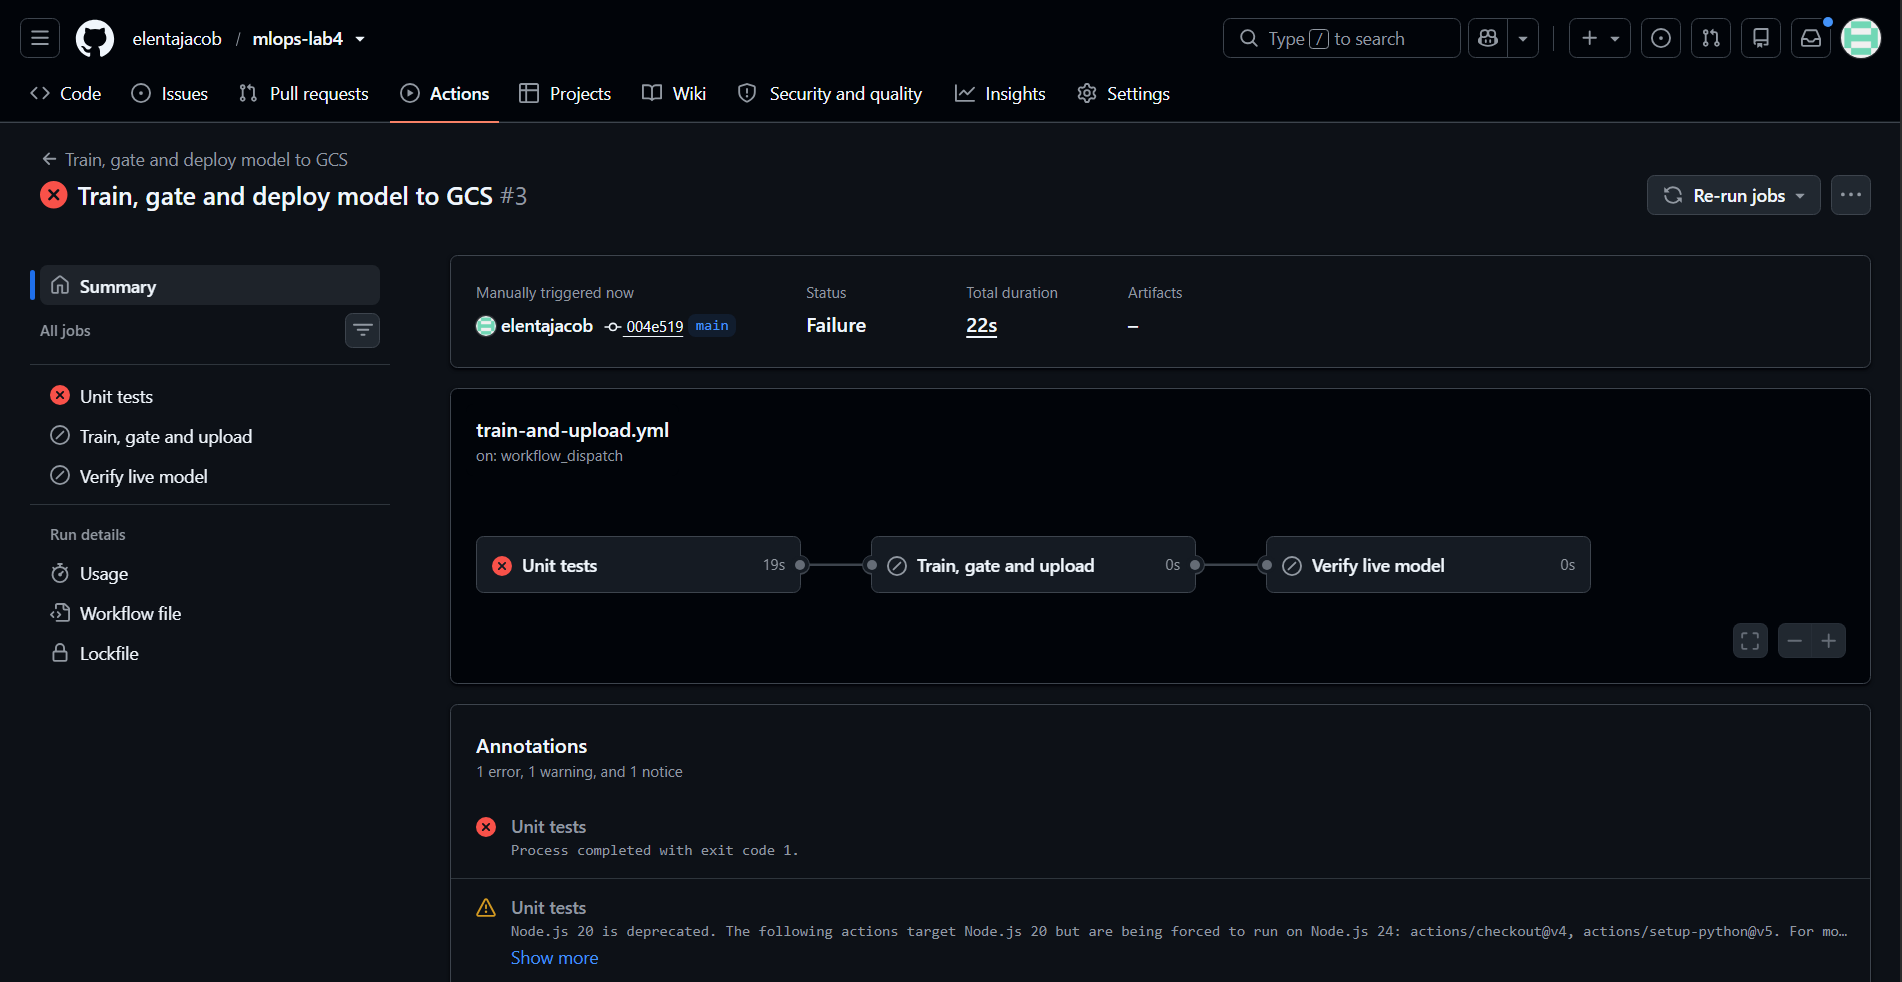 elentajacob / mlops-lab4
Type / to search
Code Issues Pull requests Actions Projects Wiki Security and quality Insights Settings
Train, gate and deploy model to GCS
Train, gate and deploy model to GCS #3
Re-run jobs
Summary
All jobs
Unit tests
Train, gate and upload
Verify live model
Run details
Usage
Workflow file
Lockfile
Manually triggered now Status Total duration Artifacts
elentajacob 004e519 main Failure 22s –
train-and-upload.yml
on: workflow_dispatch
Unit tests 19s Train, gate and upload 0s Verify live model 0s
Annotations
1 error, 1 warning, and 1 notice
Unit tests
Process completed with exit code 1.
Unit tests
Node.js 20 is deprecated. The following actions target Node.js 20 but are being forced to run on Node.js 24: actions/checkout@v4, actions/setup-python@v5. For mo…
Show more